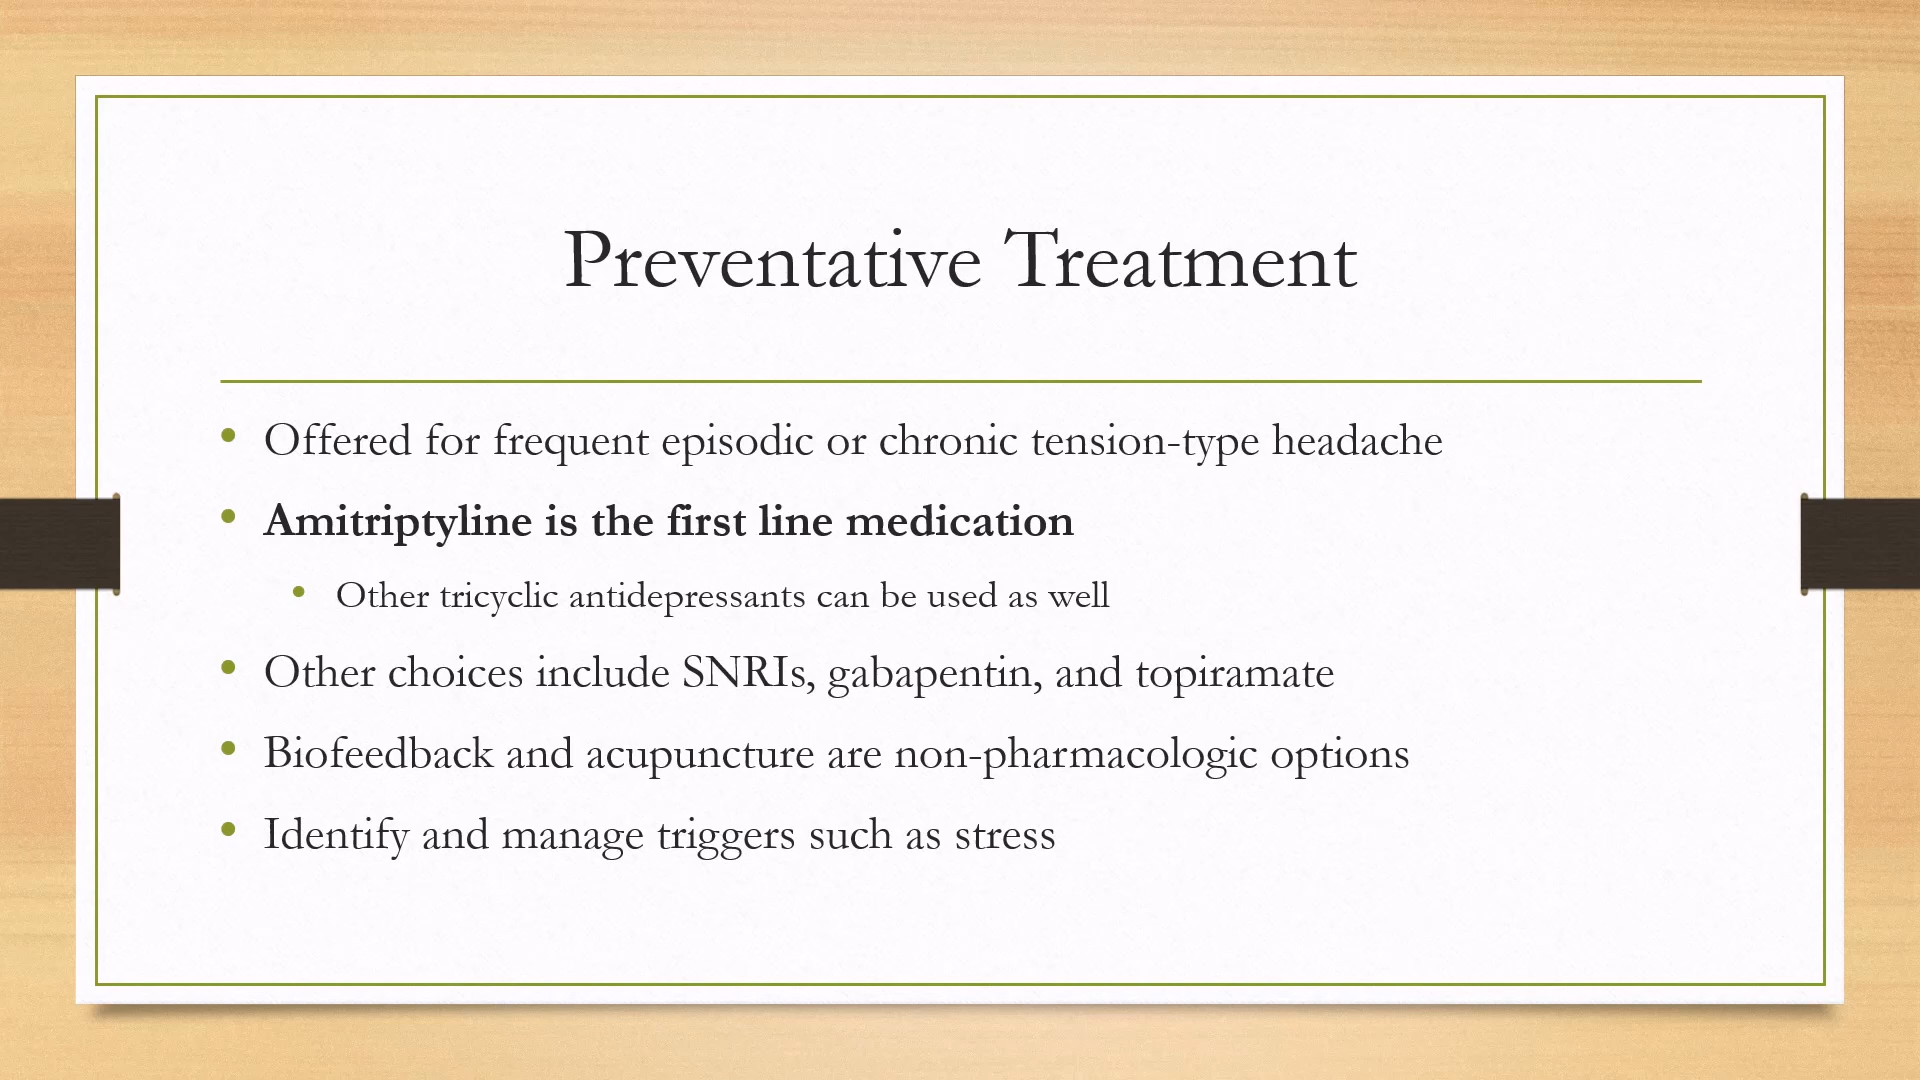 Preventative Treatment
• Offered for frequent episodic or chronic tension-type headache
• Amitriptyline is the first line medication
• Other tricyclic antidepressants can be used as well
• Other choices include SNRIs, gabapentin, and topiramate
• Biofeedback and acupuncture are non-pharmacologic options
• Identify and manage triggers such as stress